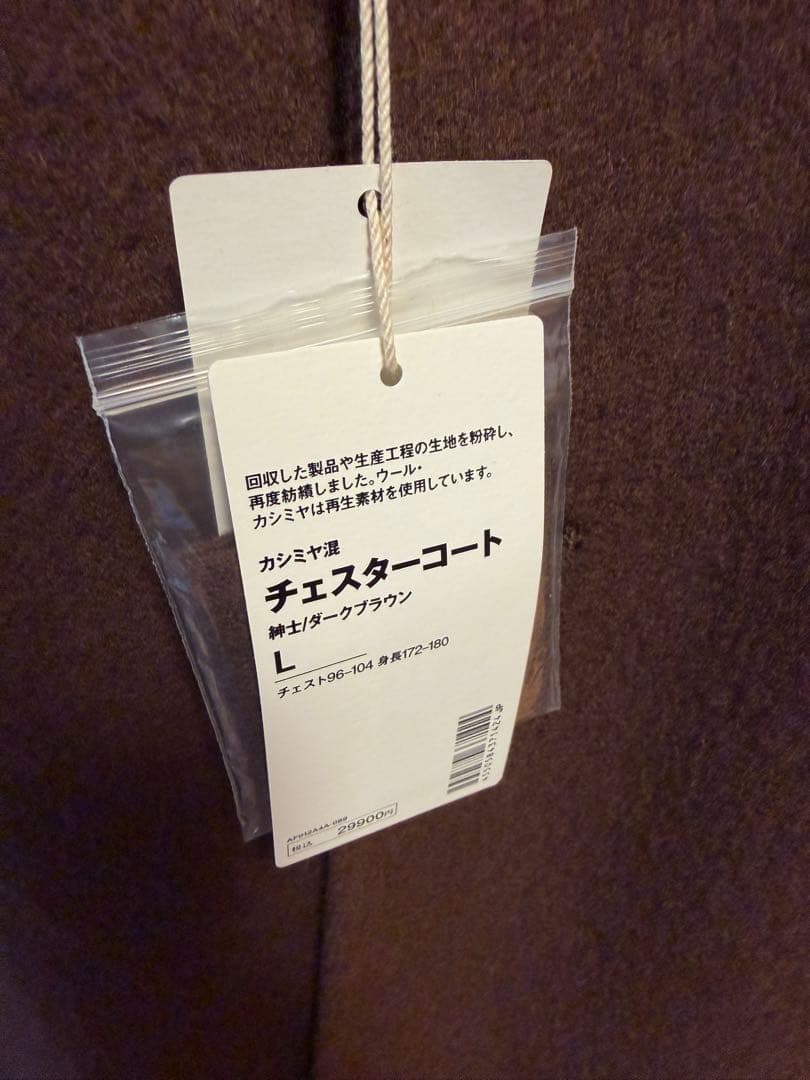 回収した製品や生産工程の生地を粉砕し、
再度紡績しました。ウール・
カシミヤは再生素材を使用しています。
カシミヤ混
チェスターコート
紳士/ダークブラウン
L
チェスト96–104 身長172–180
4550584371424
税込 29900円